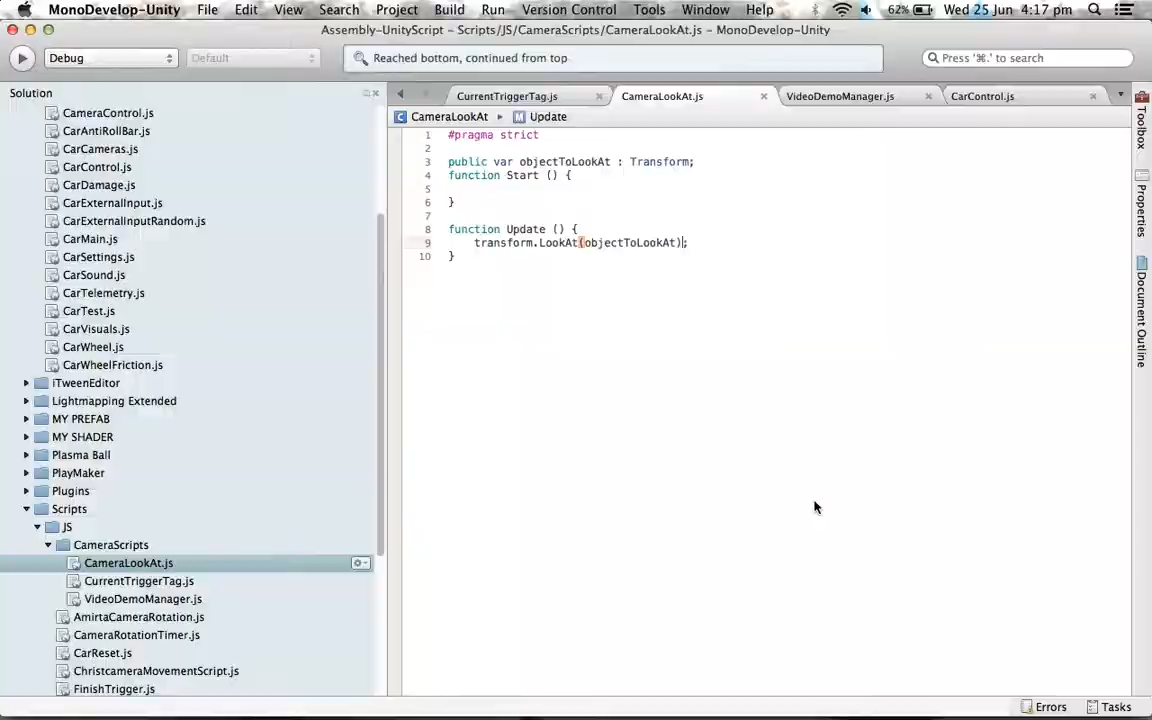 MonoDevelop-Unity File Edit View Search Project Build Run Version Control Tools Window Help 62% Wed 25 Jun 4:17 pm
Assembly-UnityScript - Scripts/JS/CameraScripts/CameraLookAt.js - MonoDevelop-Unity
Debug Default Reached bottom, continued from top Press '⌘.' to search
Solution
CameraControl.js
CarAntiRollBar.js
CarCameras.js
CarControl.js
CarDamage.js
CarExternalInput.js
CarExternalInputRandom.js
CarMain.js
CarSettings.js
CarSound.js
CarTelemetry.js
CarTest.js
CarVisuals.js
CarWheel.js
CarWheelFriction.js
iTweenEditor
Lightmapping Extended
MY PREFAB
MY SHADER
Plasma Ball
PlayMaker
Plugins
Scripts
JS
CameraScripts
CameraLookAt.js
CurrentTriggerTag.js
VideoDemoManager.js
AmirtaCameraRotation.js
CameraRotationTimer.js
CarReset.js
ChristcameraMovementScript.js
FinishTrigger.js
CurrentTriggerTag.js CameraLookAt.js VideoDemoManager.js CarControl.js
C CameraLookAt M Update
1 #pragma strict
2
3 public var objectToLookAt : Transform;
4 function Start () {
5
6 }
7
8 function Update () {
9 transform.LookAt(objectToLookAt);
10 }
Toolbox
Properties
Document Outline
Errors Tasks